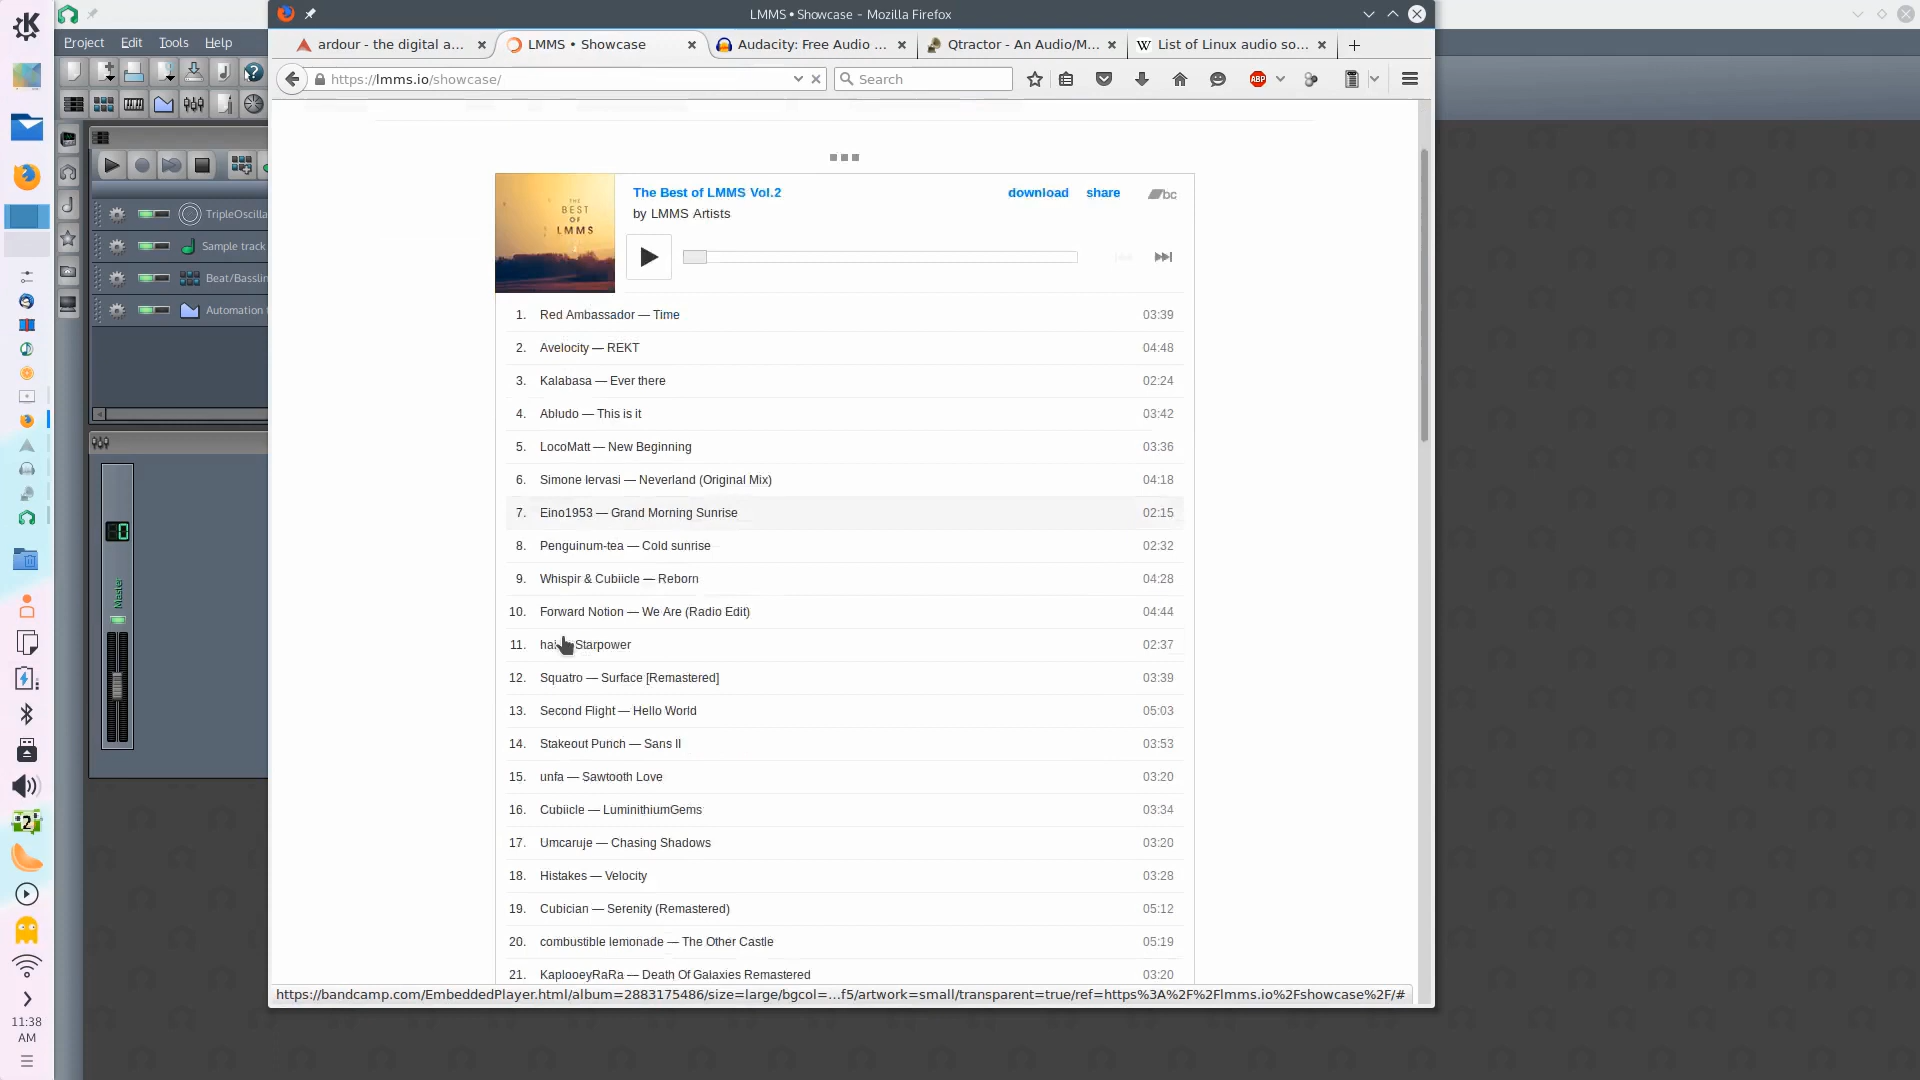 LMMS • Showcase - Mozilla Firefox
Project Edit Tools Help
ardour - the digital a...
LMMS • Showcase
Audacity: Free Audio ...
Qtractor - An Audio/M...
W List of Linux audio so...
https://lmms.io/showcase/
Search
ABP
THE BEST OF LMMS
The Best of LMMS Vol.2
download share bc
by LMMS Artists
TripleOscilla
Sample track
Beat/Basslin
Automation t
Master
1. Red Ambassador — Time 03:39
2. Avelocity — REKT 04:48
3. Kalabasa — Ever there 02:24
4. Abludo — This is it 03:42
5. LocoMatt — New Beginning 03:36
6. Simone Iervasi — Neverland (Original Mix) 04:18
7. Eino1953 — Grand Morning Sunrise 02:15
8. Penguinum-tea — Cold sunrise 02:32
9. Whispir & Cubiicle — Reborn 04:28
10. Forward Notion — We Are (Radio Edit) 04:44
11. Starpower 02:37
12. Squatro — Surface [Remastered] 03:39
13. Second Flight — Hello World 05:03
14. Stakeout Punch — Sans II 03:53
15. unfa — Sawtooth Love 03:20
16. Cubiicle — LuminithiumGems 03:34
17. Umcaruje — Chasing Shadows 03:20
18. Histakes — Velocity 03:28
19. Cubician — Serenity (Remastered) 05:12
20. combustible lemonade — The Other Castle 05:19
21. KaplooeyRaRa — Death Of Galaxies Remastered 03:20
https://bandcamp.com/EmbeddedPlayer.html/album=2883175486/size=large/bgcol=...f5/artwork=small/transparent=true/ref=https%3A%2F%2Flmms.io%2Fshowcase%2F/#
2
11:38
AM